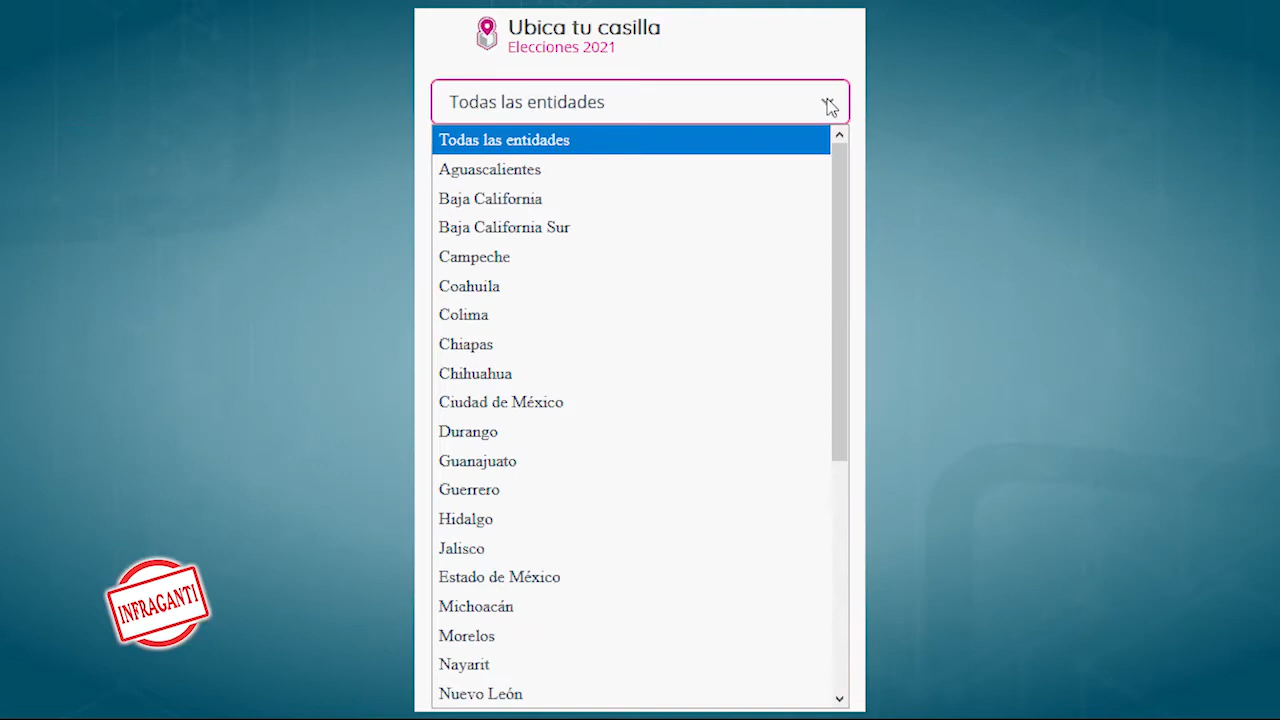 Ubica tu casilla
Elecciones 2021
Todas las entidades
Todas las entidades
Aguascalientes
Baja California
Baja California Sur
Campeche
Coahuila
Colima
Chiapas
Chihuahua
Ciudad de México
Durango
Guanajuato
Guerrero
Hidalgo
Jalisco
Estado de México
Michoacán
Morelos
Nayarit
Nuevo León
INFRAGANTI